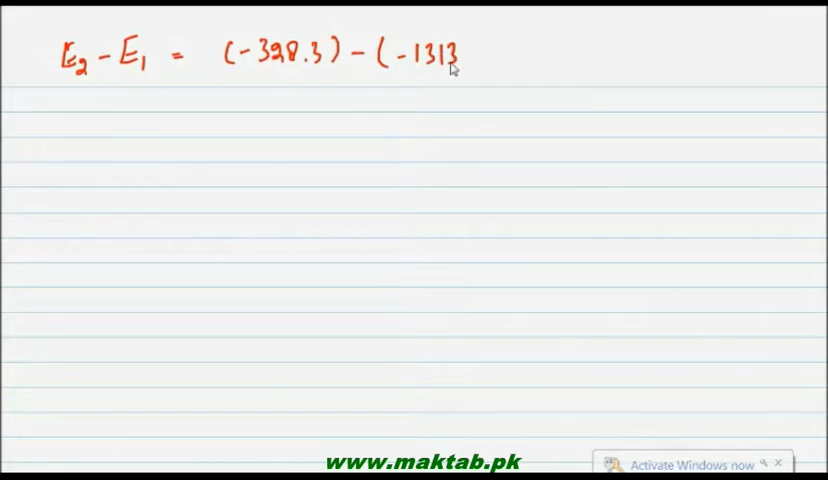 E₂ - E₁ = (-328.3) - (-1313
www.maktab.pk
Activate Windows now